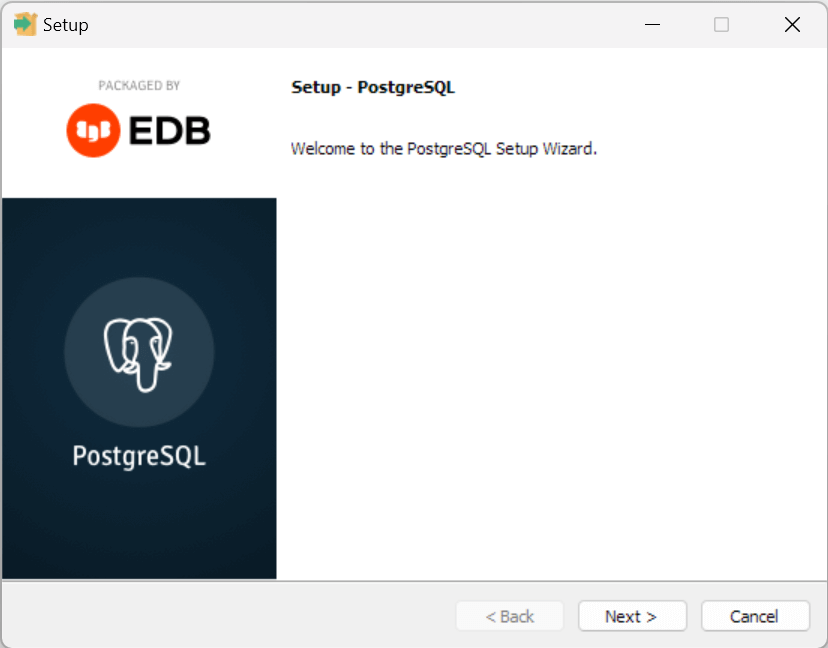 Setup
PACKAGED BY
EDB
Setup - PostgreSQL
Welcome to the PostgreSQL Setup Wizard.
PostgreSQL
< Back
Next >
Cancel